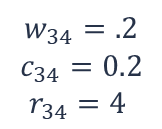 w₃₄ = .2
c₃₄ = 0.2
r₃₄ = 4